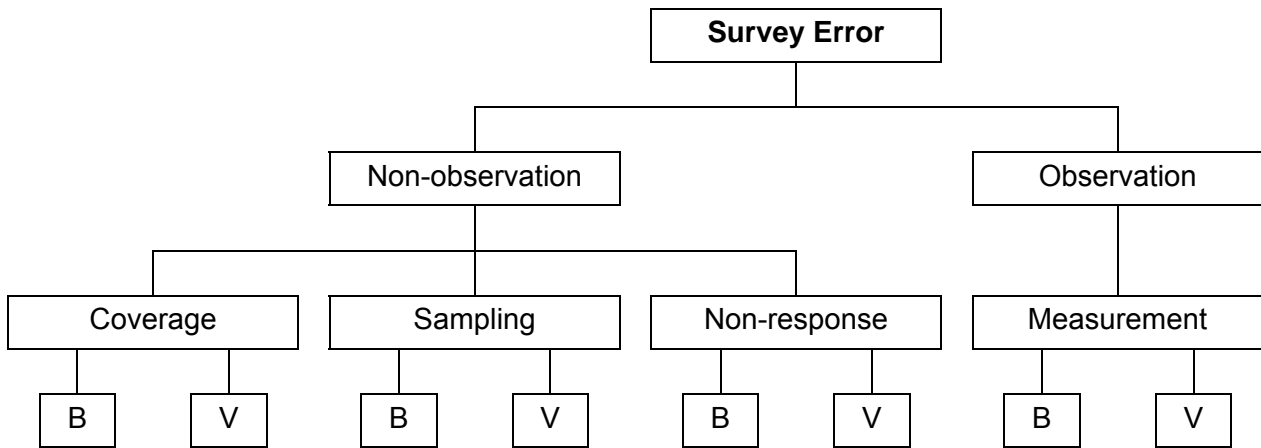 Survey Error
Non-observation
Observation
Coverage
Sampling
Non-response
Measurement
B
V
B
V
B
V
B
V